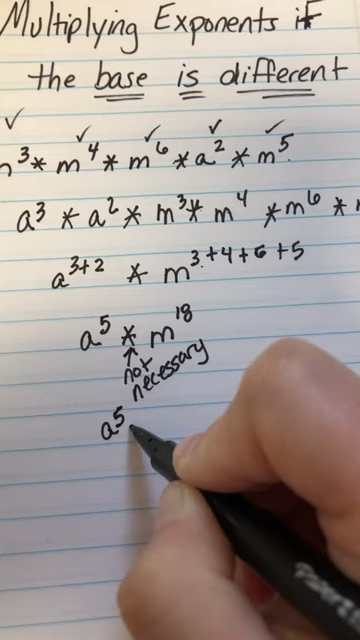 Multiplying Exponents if
the base is different
✓ ✓ ✓ ✓ ✓
m³ * m⁴ * m⁶ * a² * m⁵
a³ * a² * m³ * m⁴ * m⁶ *
a³⁺² * m³⁺⁴⁺⁶⁺⁵
a⁵ * m¹⁸
↑
not
necessary
a⁵